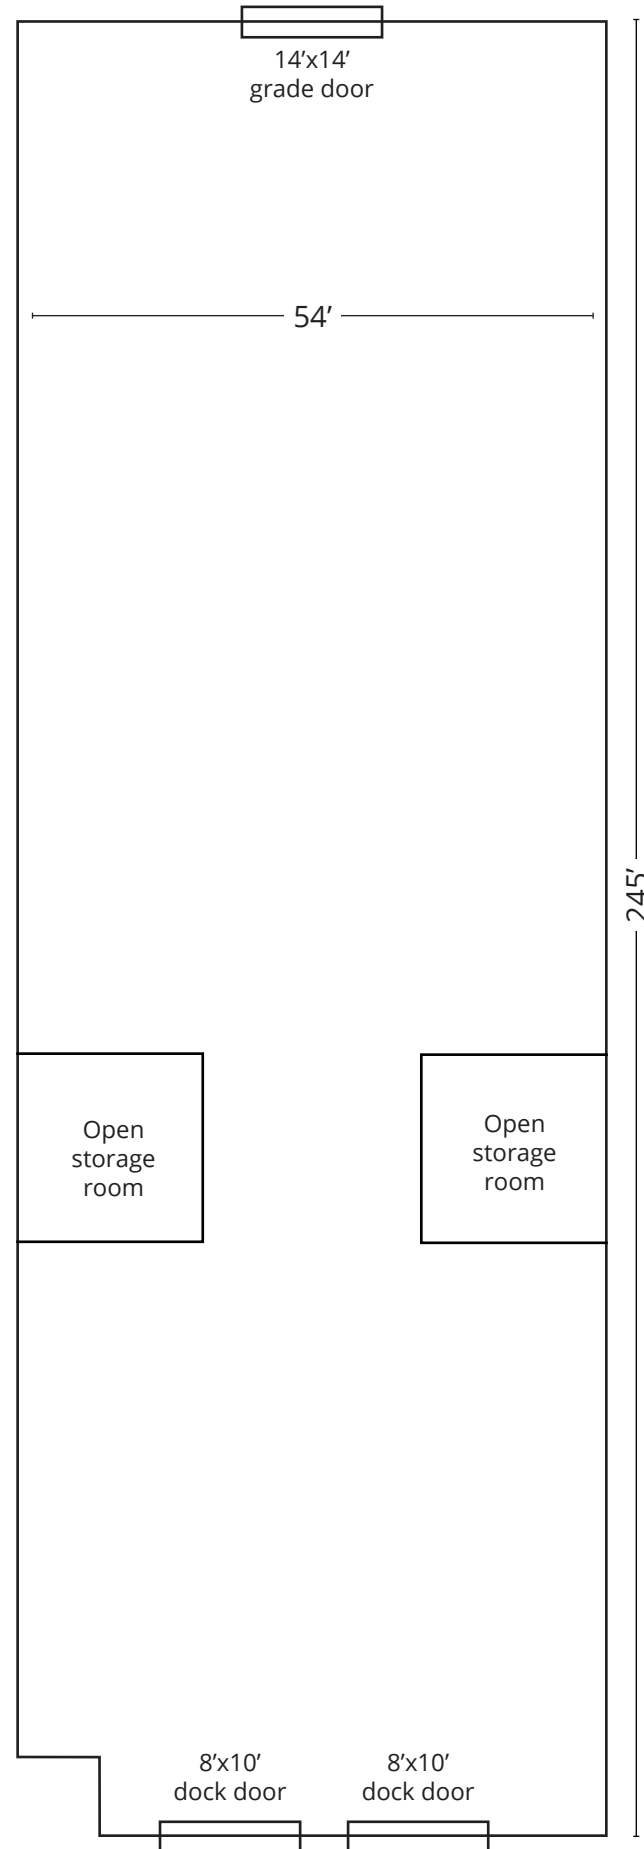 14’x14’
grade door
54’
245’
Open
storage
room
Open
storage
room
8’x10’
dock door
8’x10’
dock door